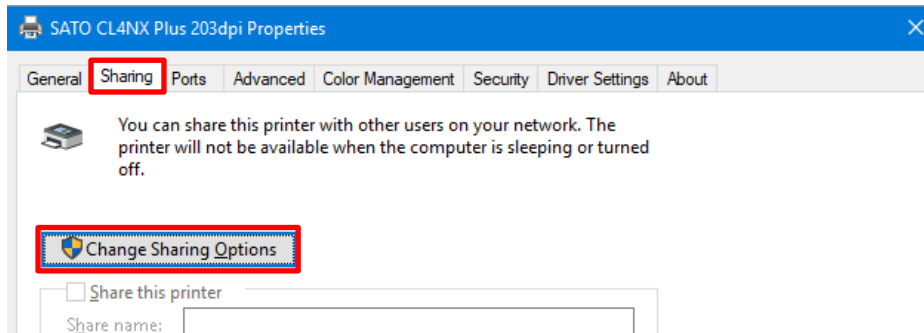 SATO CL4NX Plus 203dpi Properties
General Sharing Ports Advanced Color Management Security Driver Settings About
You can share this printer with other users on your network. The
printer will not be available when the computer is sleeping or turned
off.
Change Sharing Options
Share this printer
Share name: